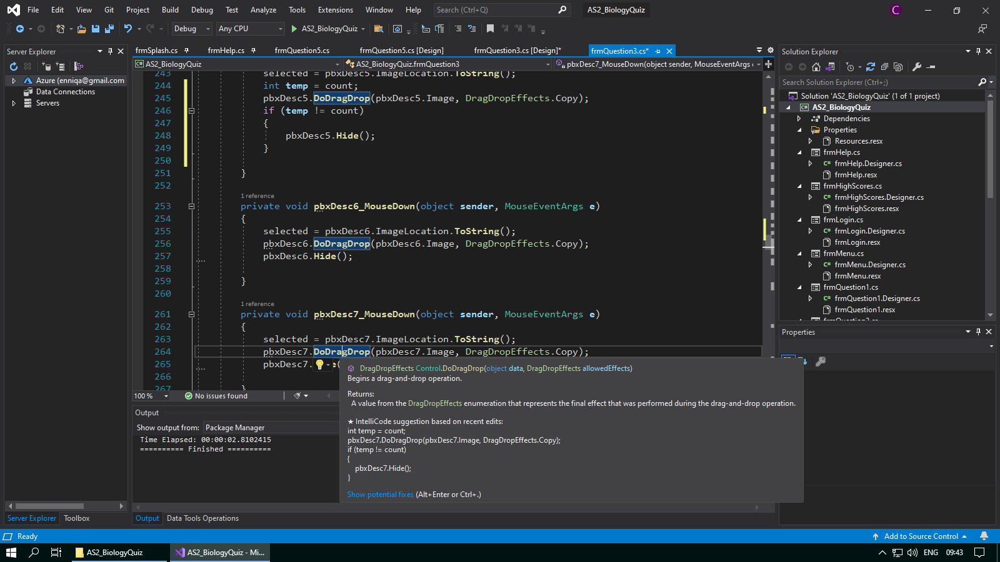 File Edit View Git Project Build Debug Test Analyze Tools Extensions Window Help Search (Ctrl+Q) AS2_BiologyQuiz C
Debug Any CPU AS2_BiologyQuiz
Server Explorer
Azure (enniqa@gmail.com
Data Connections
Servers
Server Explorer Toolbox
frmSplash.cs frmHelp.cs frmQuestion5.cs frmQuestion5.cs [Design] frmQuestion3.cs [Design]* frmQuestion3.cs*
C# AS2_BiologyQuiz AS2_BiologyQuiz.frmQuestion3 pbxDesc7_MouseDown(object sender, MouseEventArgs e
243 selected = pbxDesc5.ImageLocation.ToString();
244 int temp = count;
245 pbxDesc5.DoDragDrop(pbxDesc5.Image, DragDropEffects.Copy);
246 if (temp != count)
247 {
248 pbxDesc5.Hide();
249 }
250
251 }
252
1 reference
253 private void pbxDesc6_MouseDown(object sender, MouseEventArgs e)
254 {
255 selected = pbxDesc6.ImageLocation.ToString();
256 pbxDesc6.DoDragDrop(pbxDesc6.Image, DragDropEffects.Copy);
257 pbxDesc6.Hide();
258
259 }
260
1 reference
261 private void pbxDesc7_MouseDown(object sender, MouseEventArgs e)
262 {
263 selected = pbxDesc7.ImageLocation.ToString();
264 pbxDesc7.DoDragDrop(pbxDesc7.Image, DragDropEffects.Copy);
265 pbxDesc7. e(
266
267 }
DragDropEffects Control.DoDragDrop(object data, DragDropEffects allowedEffects)
Begins a drag-and-drop operation.
Returns:
A value from the DragDropEffects enumeration that represents the final effect that was performed during the drag-and-drop operation.
★ IntelliCode suggestion based on recent edits:
int temp = count;
pbxDesc7.DoDragDrop(pbxDesc7.Image, DragDropEffects.Copy);
if (temp != count)
{
pbxDesc7.Hide();
}
Show potential fixes (Alt+Enter or Ctrl+.)
100 % No issues found
Output
Show output from: Package Manager
Time Elapsed: 00:00:02.8102415
========== Finished ==========
Output Data Tools Operations
Solution Explorer
Search Solution Explorer (Ctrl+;)
Solution 'AS2_BiologyQuiz' (1 of 1 project)
C# AS2_BiologyQuiz
Dependencies
Properties
Resources.resx
frmHelp.cs
C# frmHelp.Designer.cs
frmHelp.resx
frmHighScores.cs
C# frmHighScores.Designer.cs
frmHighScores.resx
frmLogin.cs
C# frmLogin.Designer.cs
frmLogin.resx
frmMenu.cs
C# frmMenu.Designer.cs
frmMenu.resx
frmQuestion1.cs
C# frmQuestion1.Designer.cs
frmQuestion1.resx
frmQuestion2.cs
Properties
Ready Add to Source Control
AS2_BiologyQuiz AS2_BiologyQuiz - Mi... ENG 09:43